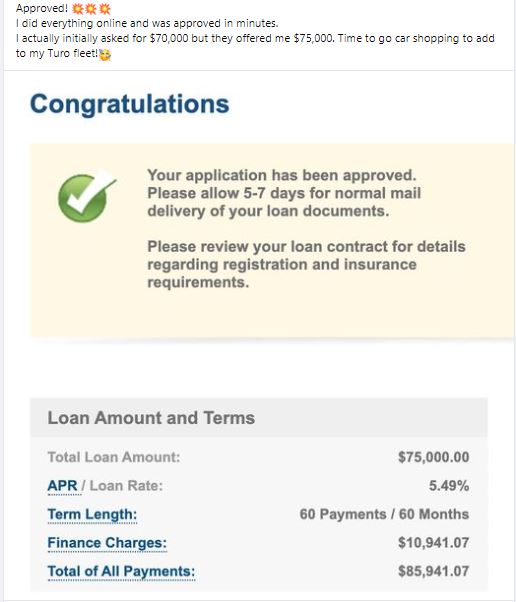 Approved! 💥💥💥
I did everything online and was approved in minutes.
I actually initially asked for $70,000 but they offered me $75,000. Time to go car shopping to add
to my Turo fleet!🥳
Congratulations
Your application has been approved.
Please allow 5-7 days for normal mail
delivery of your loan documents.
Please review your loan contract for details
regarding registration and insurance
requirements.
Loan Amount and Terms
Total Loan Amount: $75,000.00
APR / Loan Rate: 5.49%
Term Length: 60 Payments / 60 Months
Finance Charges: $10,941.07
Total of All Payments: $85,941.07